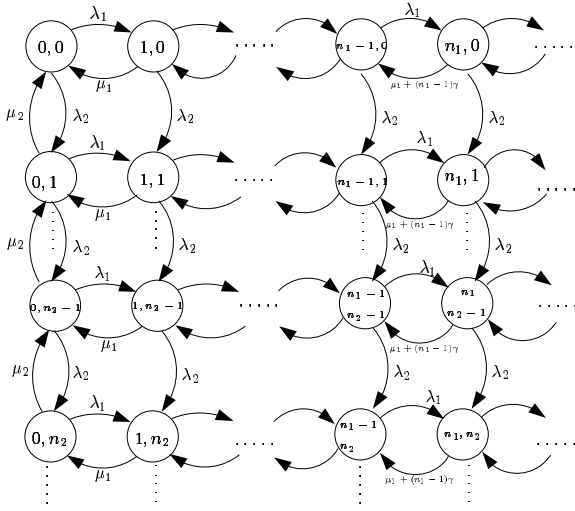 λ₁ λ₁
0,0 1,0 n₁ − 1,0 n₁,0
μ₁ μ₁ + (n₁ − 1)γ
μ₂ λ₂ λ₂ λ₂ λ₂
λ₁ λ₁
0,1 1,1 n₁ − 1,1 n₁,1
μ₁ μ₁ + (n₁ − 1)γ
μ₂ λ₂ λ₂ λ₂ λ₂
λ₁ λ₁
0,n₂ − 1 1,n₂ − 1 n₁ − 1 n₁
n₂ − 1 n₂ − 1
μ₁ μ₁ + (n₁ − 1)γ
μ₂ λ₂ λ₂ λ₂ λ₂
λ₁ λ₁
0,n₂ 1,n₂ n₁ − 1 n₁,n₂
n₂
μ₁ μ₁ + (n₁ − 1)γ